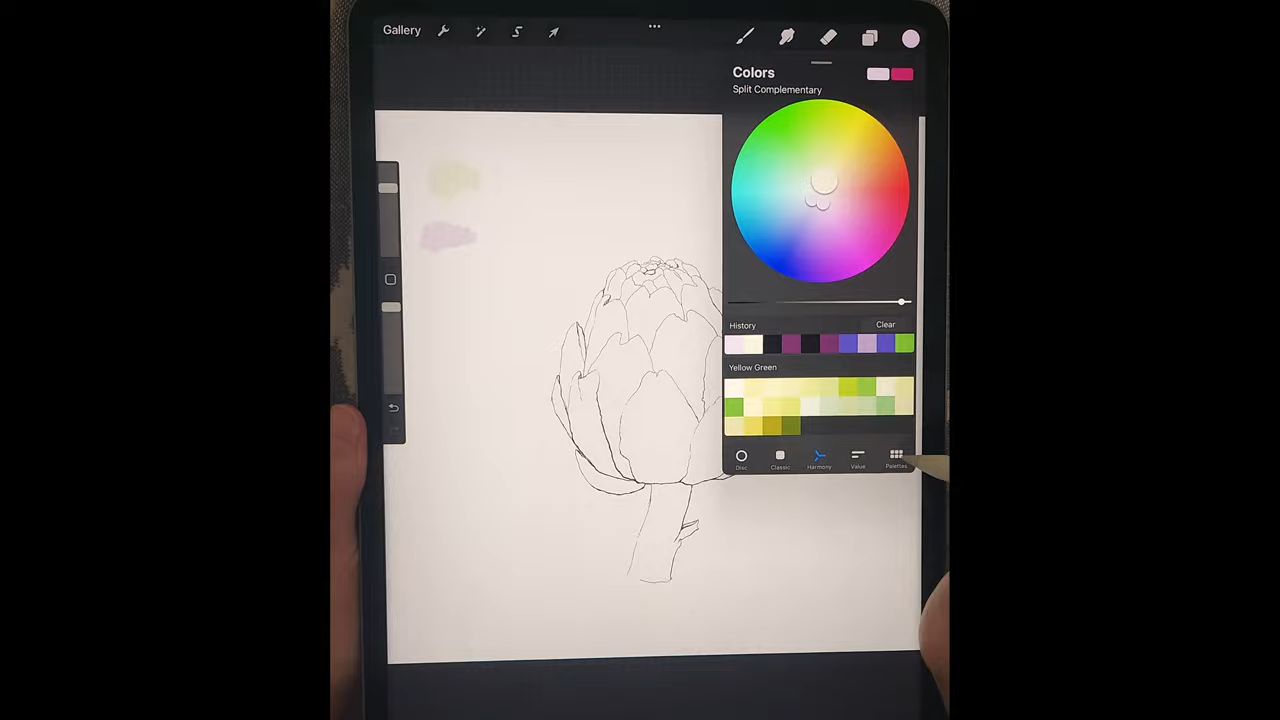 Gallery
Colors
Split Complementary
History Clear
Yellow Green
Disc Classic Harmony Value Palettes